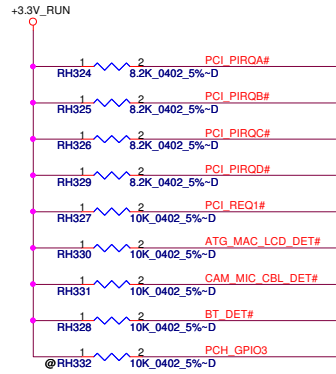 +3.3V_RUN
1 2 PCI_PIRQA#
RH324 8.2K_0402_5%~D
1 2 PCI_PIRQB#
RH325 8.2K_0402_5%~D
1 2 PCI_PIRQC#
RH326 8.2K_0402_5%~D
1 2 PCI_PIRQD#
RH329 8.2K_0402_5%~D
1 2 PCI_REQ1#
RH327 10K_0402_5%~D
1 2 ATG_MAC_LCD_DET#
RH330 10K_0402_5%~D
1 2 CAM_MIC_CBL_DET#
RH331 10K_0402_5%~D
1 2 BT_DET#
RH328 10K_0402_5%~D
1 2 PCH_GPIO3
@RH332 10K_0402_5%~D